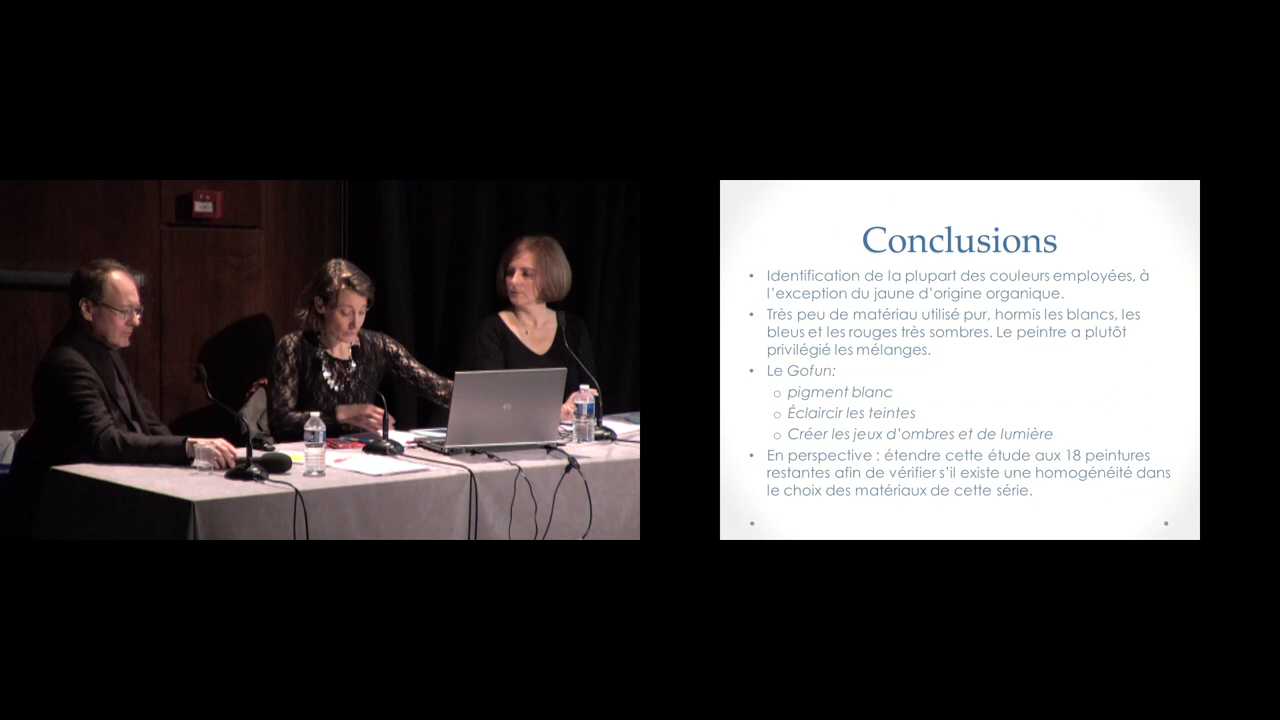 Conclusions
• Identification de la plupart des couleurs employées, à
l'exception du jaune d'origine organique.
• Très peu de matériau utilisé pur, hormis les blancs, les
bleus et les rouges très sombres. Le peintre a plutôt
privilégié les mélanges.
• Le Gofun:
o pigment blanc
o Éclaircir les teintes
o Créer les jeux d'ombres et de lumière
• En perspective : étendre cette étude aux 18 peintures
restantes afin de vérifier s'il existe une homogénéité dans
le choix des matériaux de cette série.